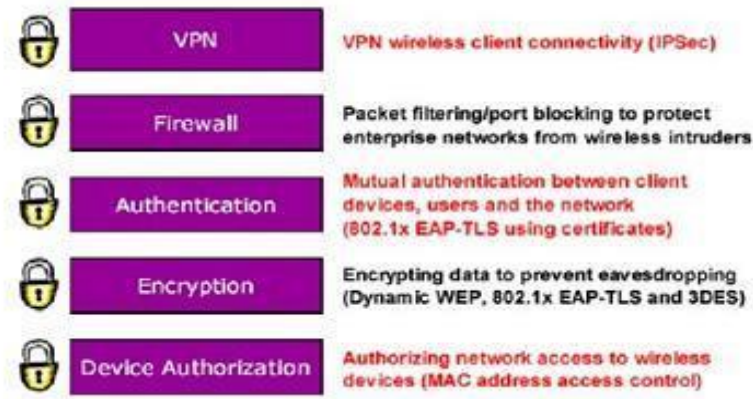 VPN
VPN wireless client connectivity (IPSec)
Firewall
Packet filtering/port blocking to protect
enterprise networks from wireless intruders
Authentication
Mutual authentication between client
devices, users and the network
(802.1x EAP-TLS using certificates)
Encryption
Encrypting data to prevent eavesdropping
(Dynamic WEP, 802.1x EAP-TLS and 3DES)
Device Authorization
Authorizing network access to wireless
devices (MAC address access control)